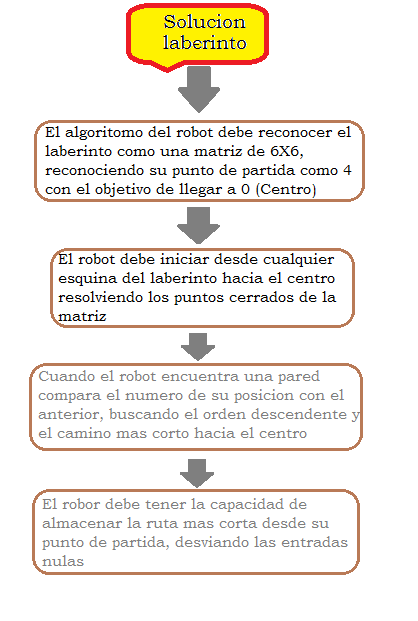 Solucion
laberinto
El algoritomo del robot debe reconocer el
laberinto como una matriz de 6X6,
reconociendo su punto de partida como 4
con el objetivo de llegar a 0 (Centro)
El robot debe iniciar desde cualquier
esquina del laberinto hacia el centro
resolviendo los puntos cerrados de la
matriz
Cuando el robot encuentra una pared
compara el numero de su posicion con el
anterior, buscando el orden descendente y
el camino mas corto hacia el centro
El robor debe tener la capacidad de
almacenar la ruta mas corta desde su
punto de partida, desviando las entradas
nulas